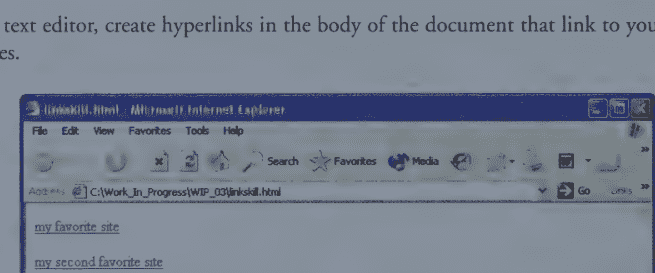 text editor, create hyperlinks in the body of the document that link to you
es.
linkskill.html - Microsoft Internet Explorer
File Edit View Favorites Tools Help
Search Favorites Media
Address C:\Work_In_Progress\WIP_03\linkskill.html Go Links
my favorite site
my second favorite site